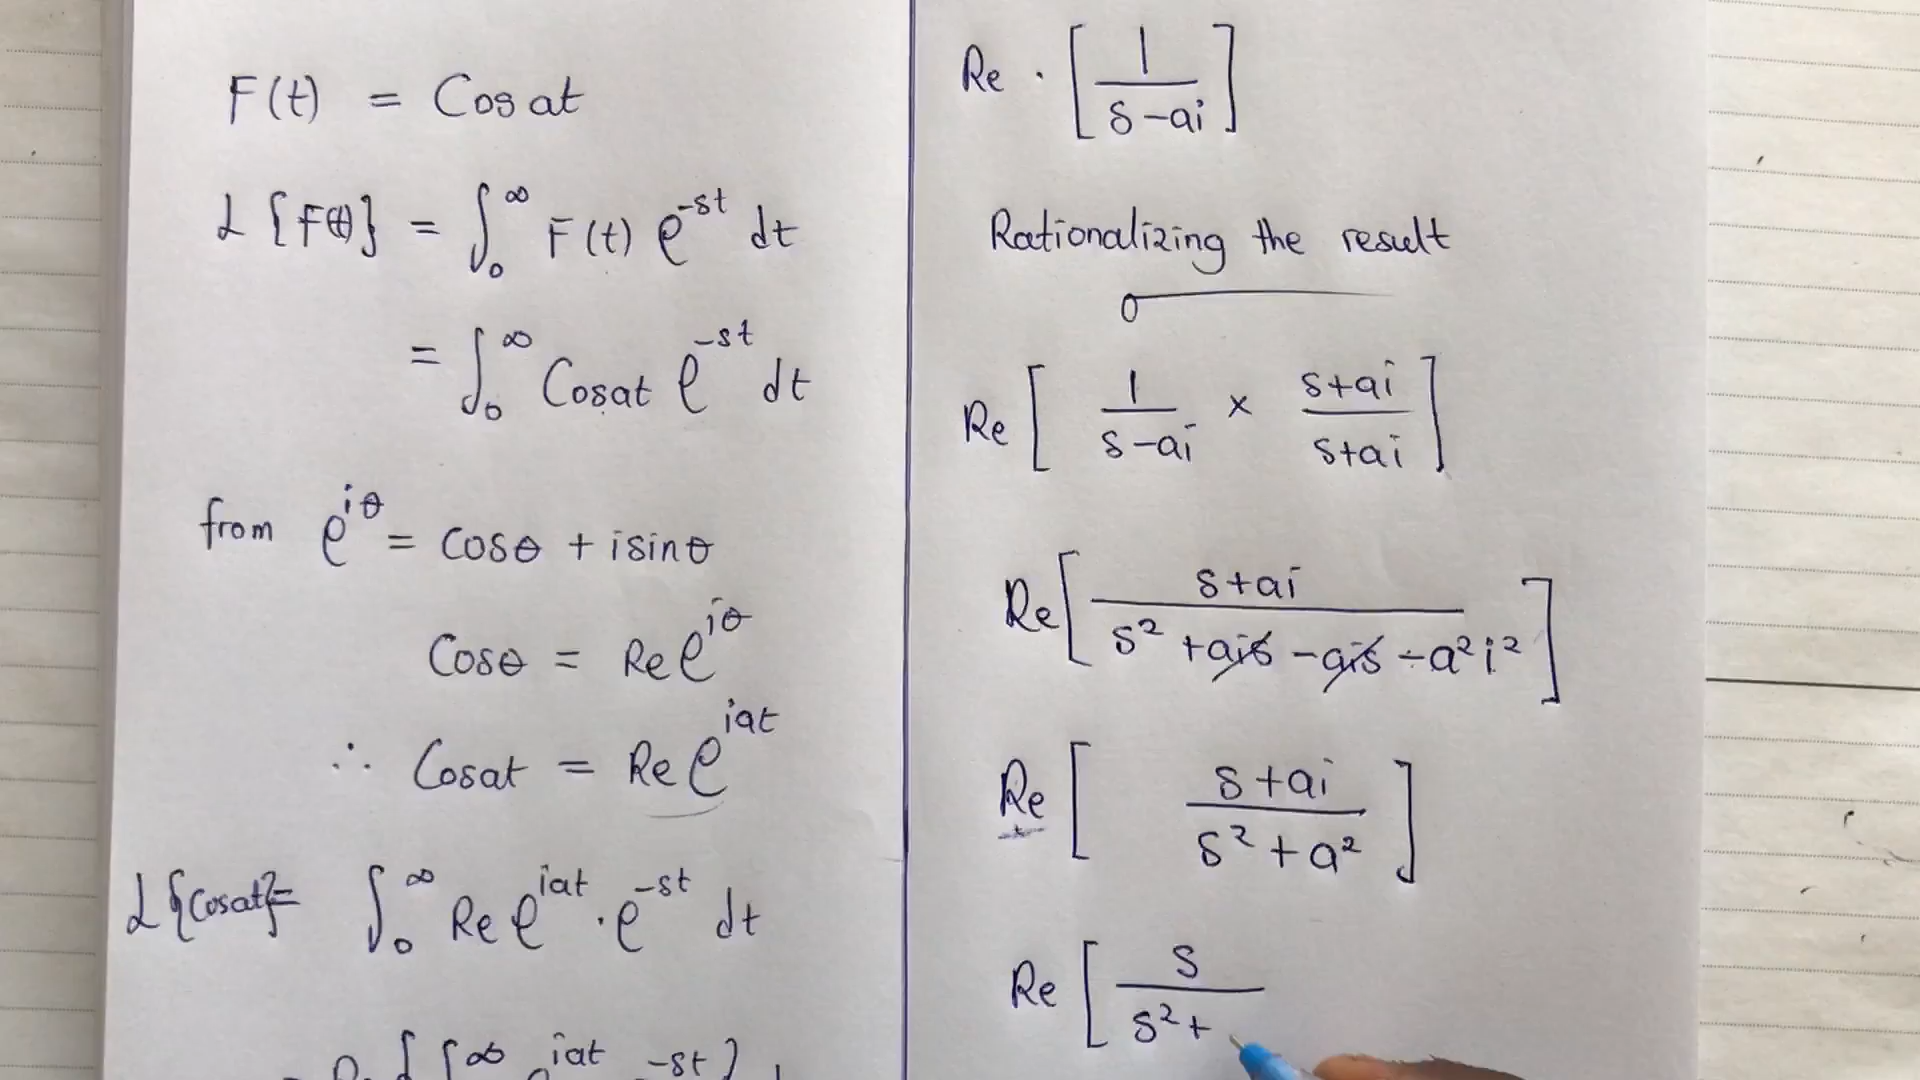 F(t) = Cos at
L {F(t)} = ∫₀^∞ F(t) e^{-st} dt
= ∫₀^∞ Cosat e^{-st} dt
from e^{iθ} = cosθ + isinθ
Cosθ = Re e^{iθ}
∴ Cosat = Re e^{iat}
L{Cosat} = ∫₀^∞ Re e^{iat} · e^{-st} dt
Re · [1/(s-ai)]
Rationalizing the result
Re [1/(s-ai) × (s+ai)/(s+ai)]
Re [(s+ai)/(s² +ais -ais -a²i²)]
Re [(s+ai)/(s²+a²)]
Re [s/(s²+